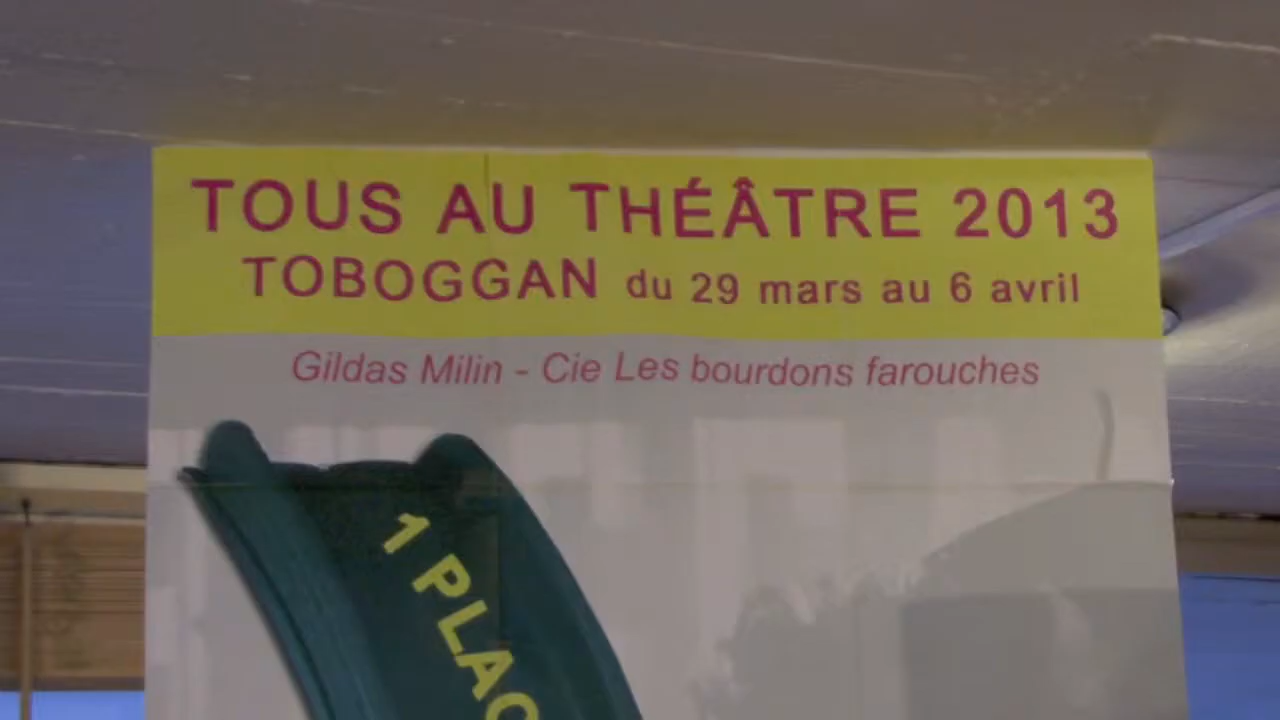 TOUS AU THÉÂTRE 2013
TOBOGGAN du 29 mars au 6 avril
Gildas Milin - Cie Les bourdons farouches
1 PLAC